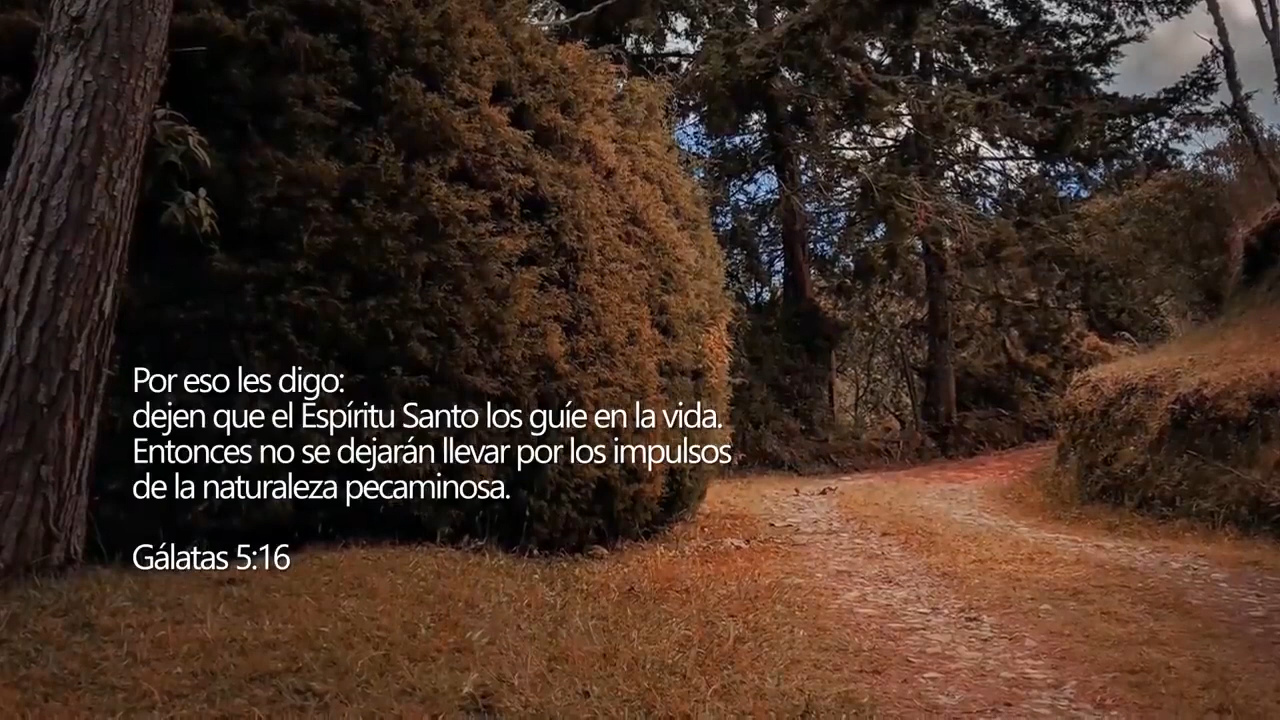 Por eso les digo:
dejen que el Espíritu Santo los guíe en la vida.
Entonces no se dejarán llevar por los impulsos
de la naturaleza pecaminosa.
Gálatas 5:16